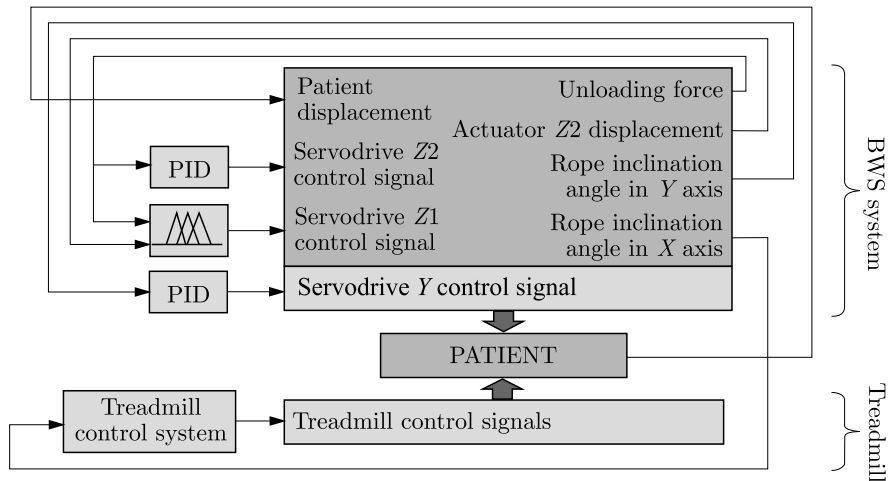 Patient
displacement
Unloading force
Actuator Z2 displacement
Servodrive Z2
control signal
PID
Rope inclination
angle in Y axis
Servodrive Z1
control signal
Rope inclination
angle in X axis
PID
Servodrive Y control signal
PATIENT
Treadmill
control system
Treadmill control signals
BWS system
Treadmill